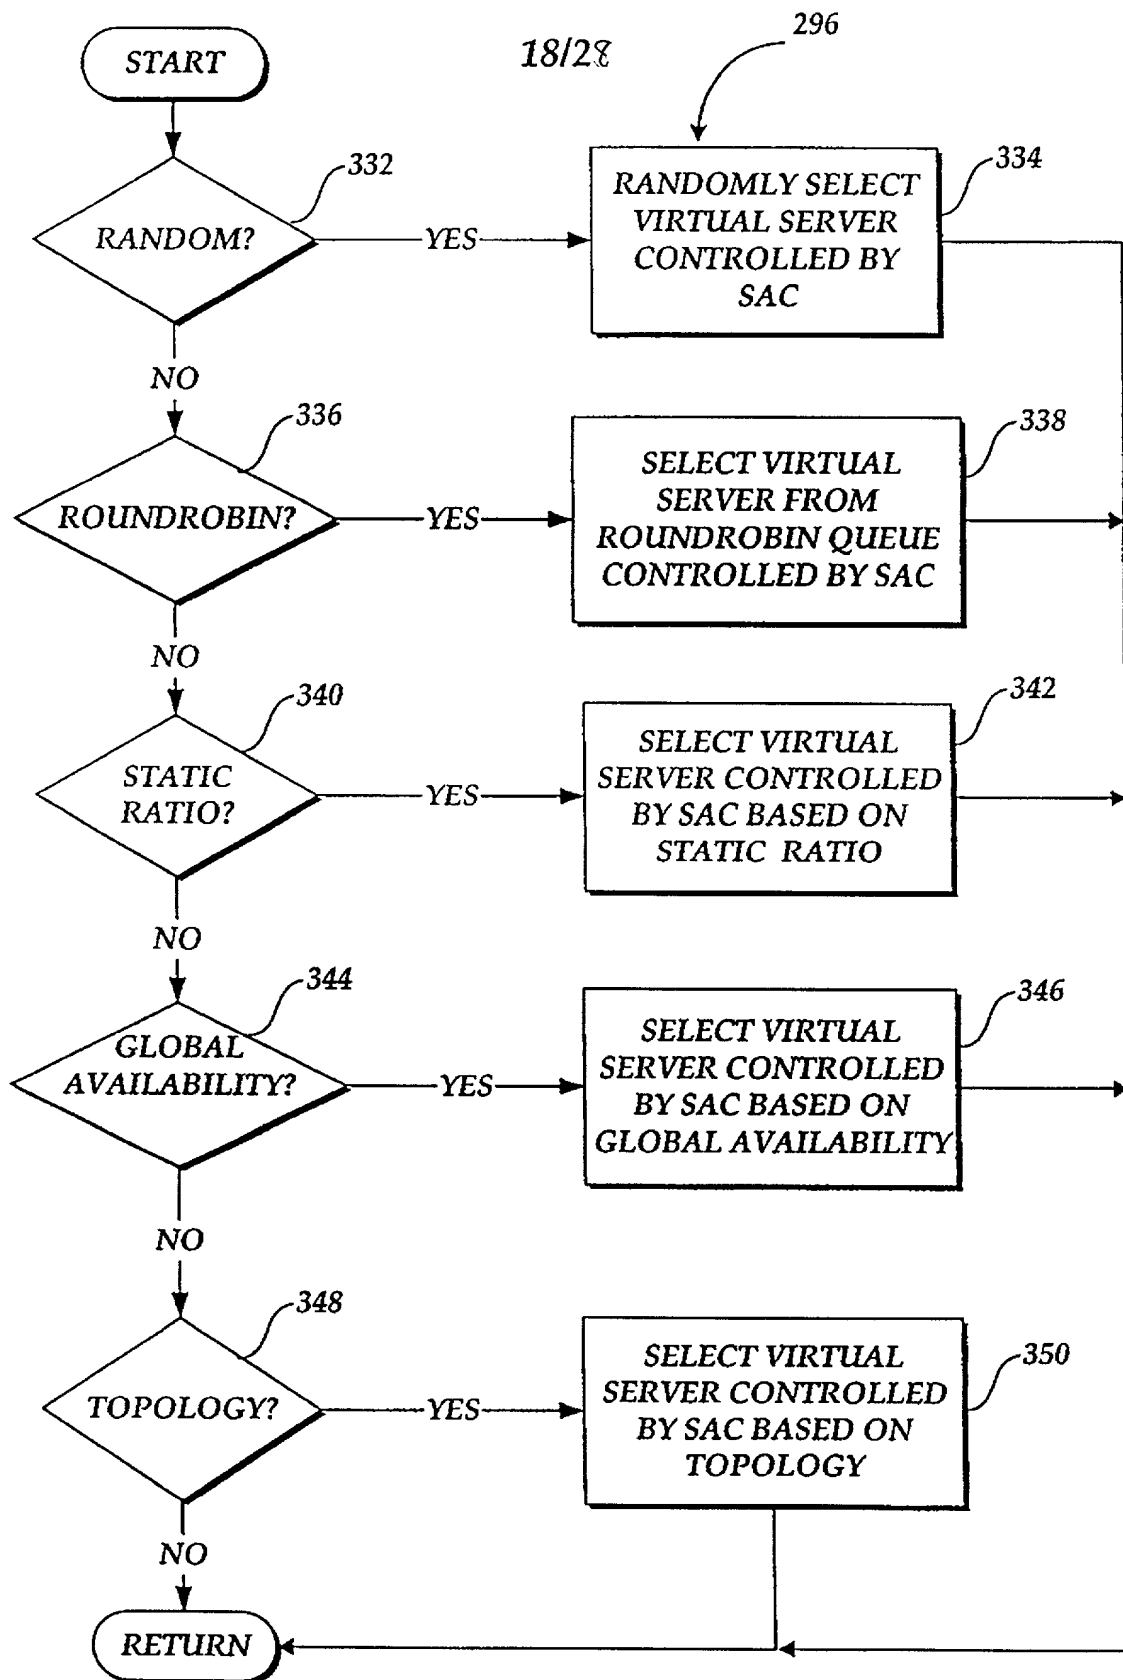 18/28
296
START
332
RANDOM?
YES
334
RANDOMLY SELECT
VIRTUAL SERVER
CONTROLLED BY
SAC
NO
336
ROUNDROBIN?
YES
338
SELECT VIRTUAL
SERVER FROM
ROUNDROBIN QUEUE
CONTROLLED BY SAC
NO
340
STATIC
RATIO?
YES
342
SELECT VIRTUAL
SERVER CONTROLLED
BY SAC BASED ON
STATIC RATIO
NO
344
GLOBAL
AVAILABILITY?
YES
346
SELECT VIRTUAL
SERVER CONTROLLED
BY SAC BASED ON
GLOBAL AVAILABILITY
NO
348
TOPOLOGY?
YES
350
SELECT VIRTUAL
SERVER CONTROLLED
BY SAC BASED ON
TOPOLOGY
NO
RETURN